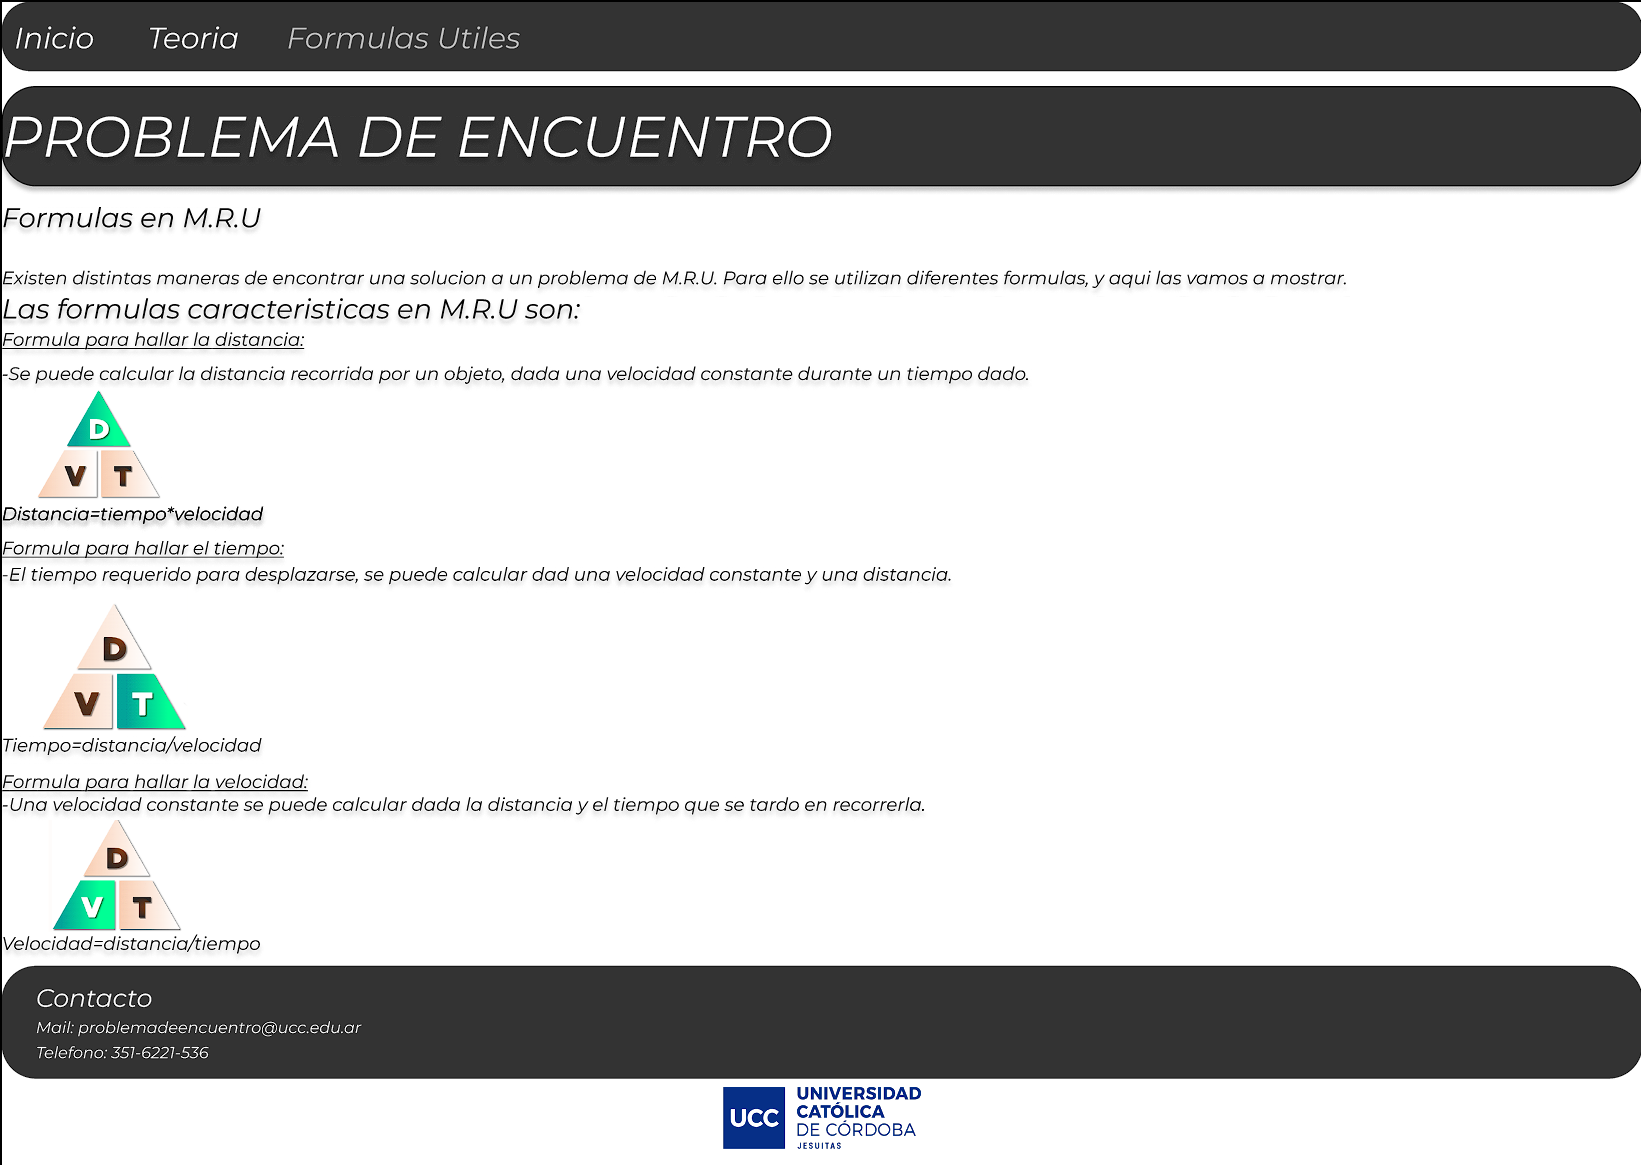 Inicio Teoria Formulas Utiles
PROBLEMA DE ENCUENTRO
Formulas en M.R.U
Existen distintas maneras de encontrar una solucion a un problema de M.R.U. Para ello se utilizan diferentes formulas, y aqui las vamos a mostrar.
Las formulas caracteristicas en M.R.U son:
Formula para hallar la distancia:
-Se puede calcular la distancia recorrida por un objeto, dada una velocidad constante durante un tiempo dado.
D
V T
Distancia=tiempo*velocidad
Formula para hallar el tiempo:
-El tiempo requerido para desplazarse, se puede calcular dad una velocidad constante y una distancia.
D
V T
Tiempo=distancia/velocidad
Formula para hallar la velocidad:
-Una velocidad constante se puede calcular dada la distancia y el tiempo que se tardo en recorrerla.
D
V T
Velocidad=distancia/tiempo
Contacto
Mail: problemadeencuentro@ucc.edu.ar
Telefono: 351-6221-536
UCC
UNIVERSIDAD
CATÓLICA
DE CÓRDOBA
JESUITAS